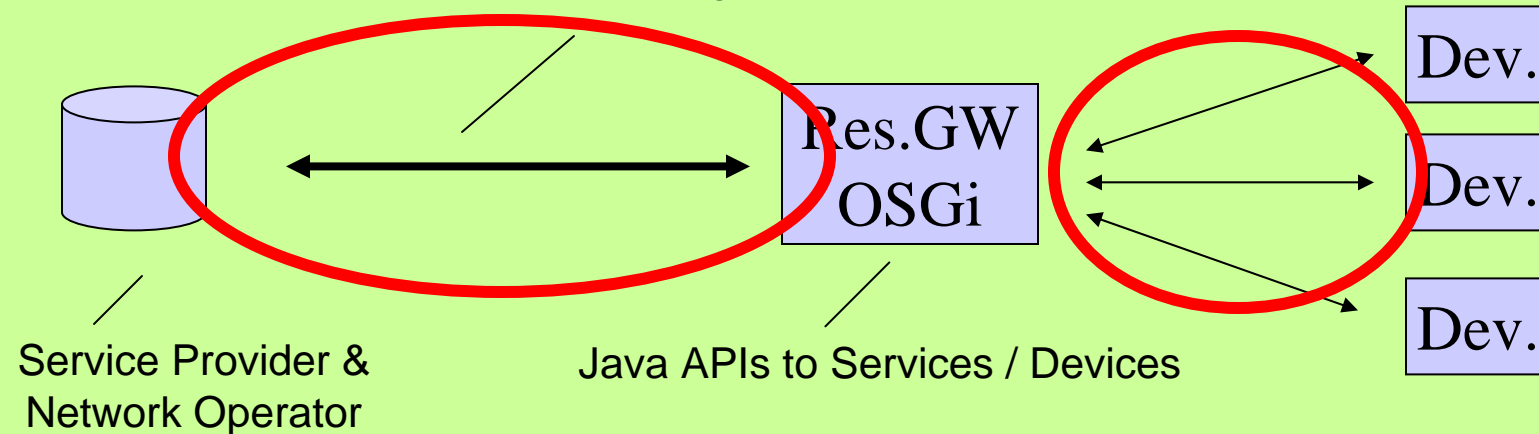 Dev.
Res.GW
OSGi
Dev.
Dev.
Service Provider &
Network Operator
Java APIs to Services / Devices